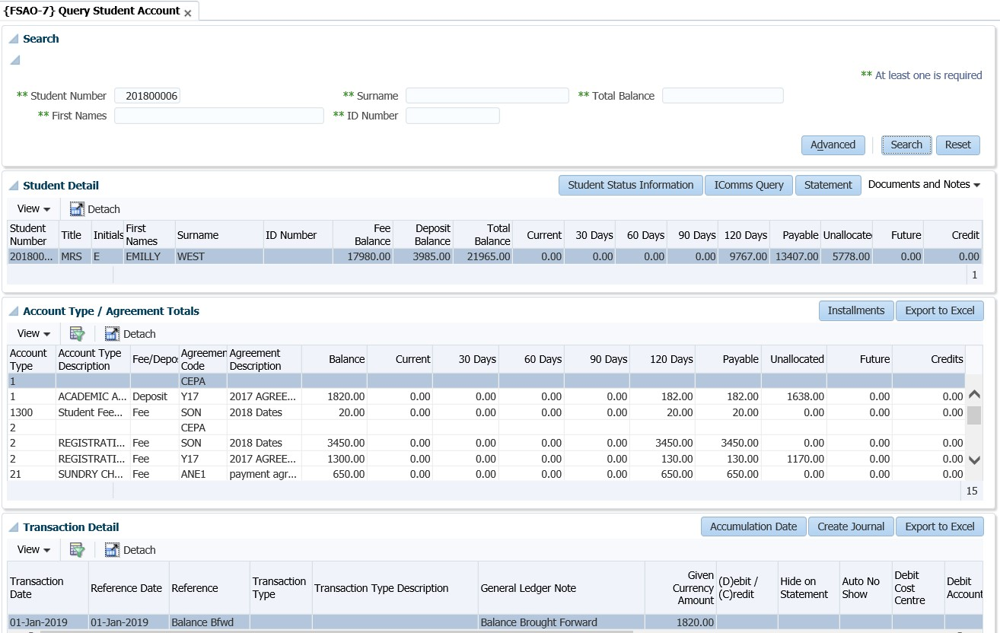 {FSAO-7} Query Student Account
Search
** At least one is required
** Student Number 201800006 ** Surname ** Total Balance
** First Names ** ID Number
Advanced Search Reset
Student Detail Student Status Information IComms Query Statement Documents and Notes
View Detach
Student Number Title Initials First Names Surname ID Number Fee Balance Deposit Balance Total Balance Current 30 Days 60 Days 90 Days 120 Days Payable Unallocate Future Credit
201800... MRS E EMILLY WEST 17980.00 3985.00 21965.00 0.00 0.00 0.00 0.00 9767.00 13407.00 5778.00 0.00 0.00
1
Account Type / Agreement Totals Installments Export to Excel
View Detach
Account Type Account Type Description Fee/Depo Agreemen Code Agreement Description Balance Current 30 Days 60 Days 90 Days 120 Days Payable Unallocated Future Credits
1 CEPA
1 ACADEMIC A... Deposit Y17 2017 AGREE... 1820.00 0.00 0.00 0.00 0.00 182.00 182.00 1638.00 0.00 0.00
1300 Student Fee... Fee SON 2018 Dates 20.00 0.00 0.00 0.00 0.00 20.00 20.00 0.00 0.00 0.00
2 CEPA
2 REGISTRATI... Fee SON 2018 Dates 3450.00 0.00 0.00 0.00 0.00 3450.00 3450.00 0.00 0.00 0.00
2 REGISTRATI... Fee Y17 2017 AGREE... 1300.00 0.00 0.00 0.00 0.00 130.00 130.00 1170.00 0.00 0.00
21 SUNDRY CH... Fee ANE1 payment agr... 650.00 0.00 0.00 0.00 0.00 650.00 650.00 0.00 0.00 0.00
15
Transaction Detail Accumulation Date Create Journal Export to Excel
View Detach
Transaction Date Reference Date Reference Transaction Type Transaction Type Description General Ledger Note Given Currency Amount (D)ebit / (C)redit Hide on Statement Auto No Show Debit Cost Centre Debit Account
01-Jan-2019 01-Jan-2019 Balance Bfwd Balance Brought Forward 1820.00